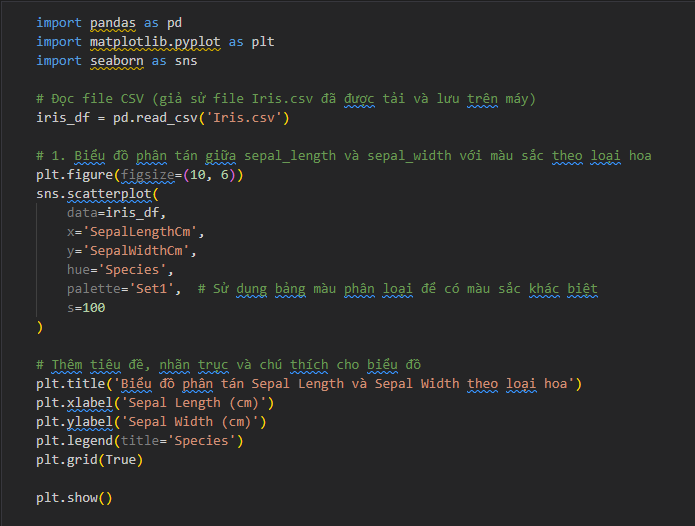 import pandas as pd
import matplotlib.pyplot as plt
import seaborn as sns

# Đọc file CSV (giả sử file Iris.csv đã được tải và lưu trên máy)
iris_df = pd.read_csv('Iris.csv')

# 1. Biểu đồ phân tán giữa sepal_length và sepal_width với màu sắc theo loại hoa
plt.figure(figsize=(10, 6))
sns.scatterplot(
    data=iris_df,
    x='SepalLengthCm',
    y='SepalWidthCm',
    hue='Species',
    palette='Set1',  # Sử dụng bảng màu phân loại để có màu sắc khác biệt
    s=100
)

# Thêm tiêu đề, nhãn trục và chú thích cho biểu đồ
plt.title('Biểu đồ phân tán Sepal Length và Sepal Width theo loại hoa')
plt.xlabel('Sepal Length (cm)')
plt.ylabel('Sepal Width (cm)')
plt.legend(title='Species')
plt.grid(True)

plt.show()